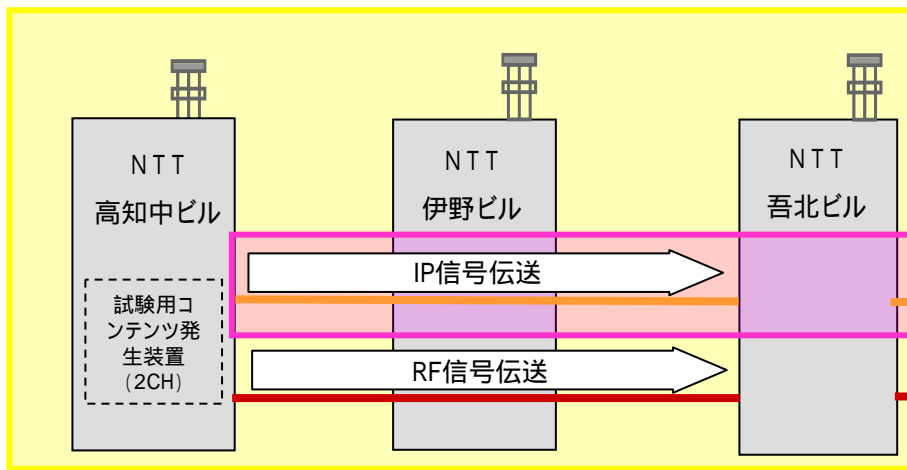 NTT
高知中ビル
NTT
伊野ビル
NTT
吾北ビル
IP信号伝送
試験用コ
ンテンツ発
生装置
(2CH)
RF信号伝送